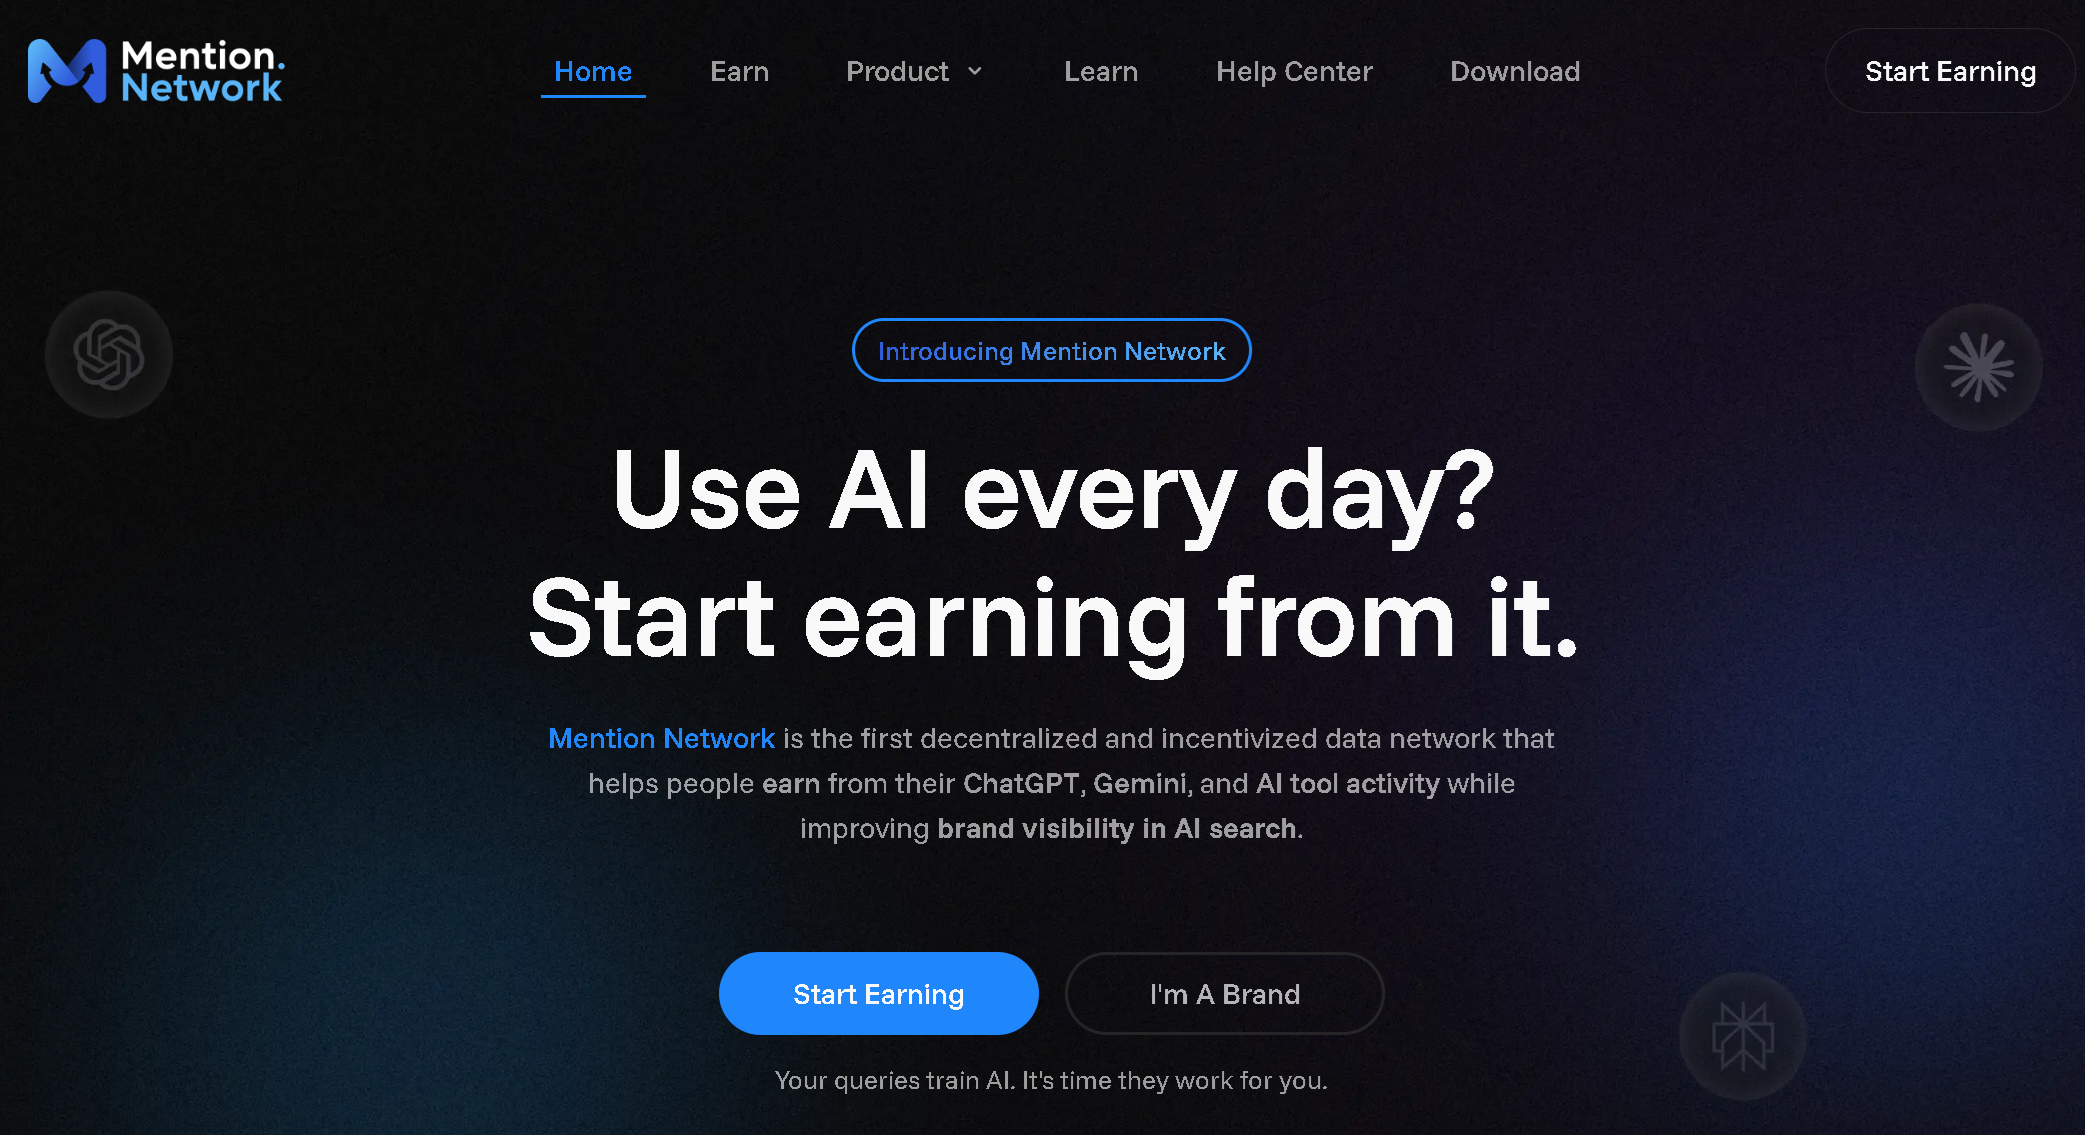 Mention.
Network
Home
Earn
Product
Learn
Help Center
Download
Start Earning
Introducing Mention Network
Use AI every day?
Start earning from it.
Mention Network is the first decentralized and incentivized data network that
helps people earn from their ChatGPT, Gemini, and AI tool activity while
improving brand visibility in AI search.
Start Earning
I'm A Brand
Your queries train AI. It's time they work for you.